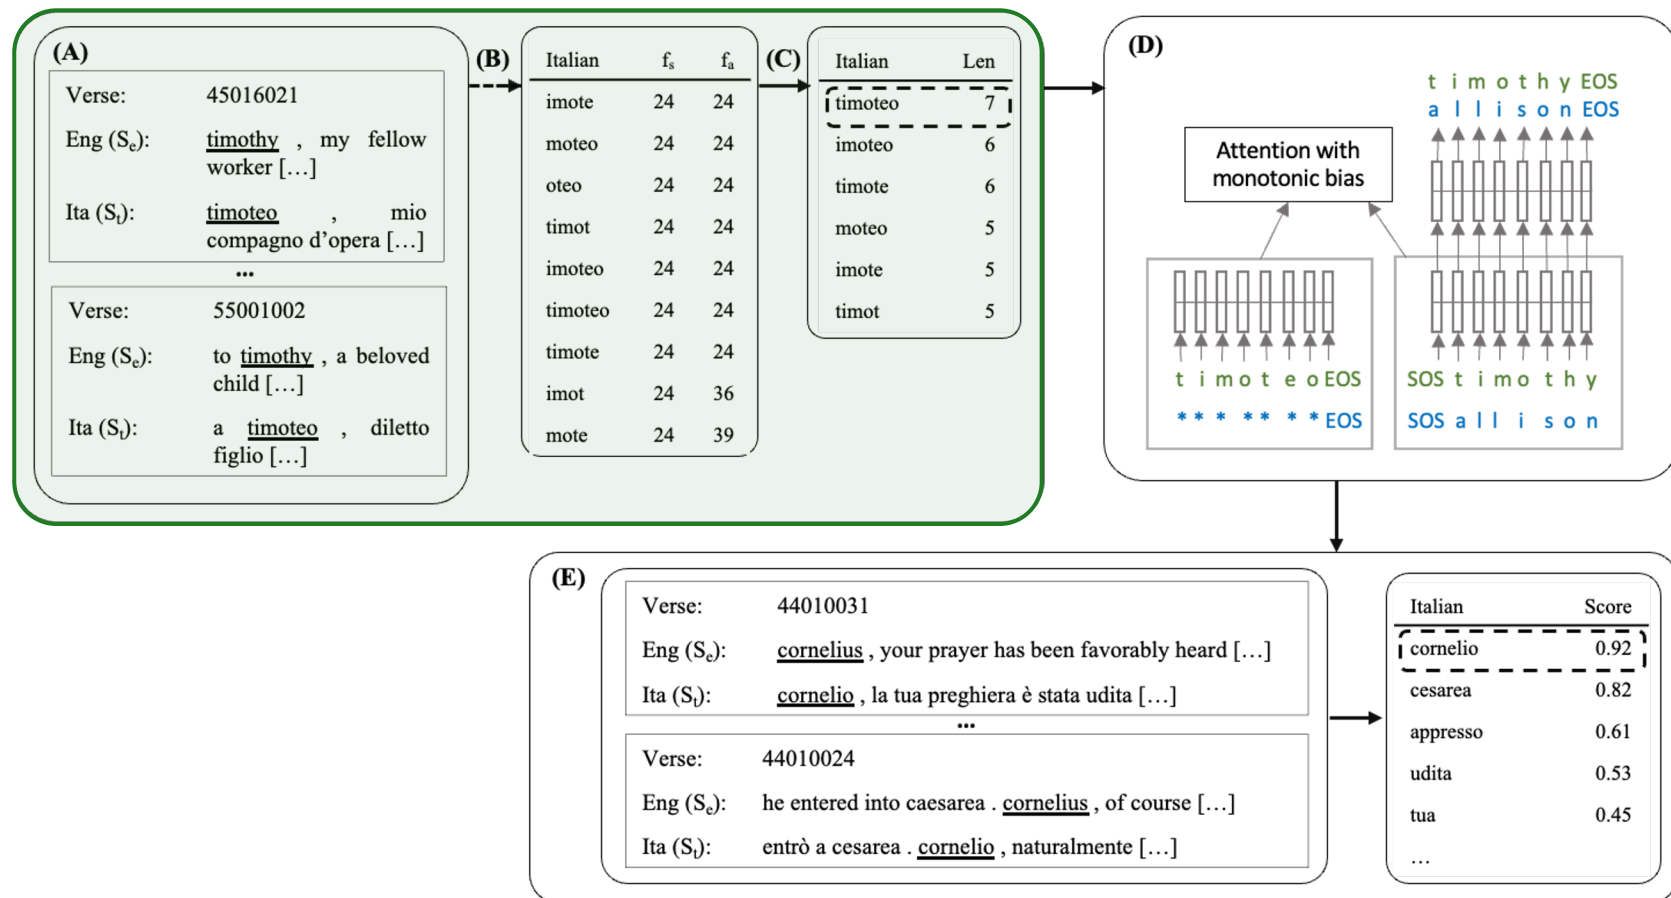 (A)
Verse: 45016021
Eng (Se): timothy , my fellow
worker […]
Ita (St): timoteo , mio
compagno d’opera […]
...
Verse: 55001002
Eng (Se): to timothy , a beloved
child […]
Ita (St): a timoteo , diletto
figlio […]
(B)
Italian fs fa
imote 24 24
moteo 24 24
oteo 24 24
timot 24 24
imoteo 24 24
timoteo 24 24
timote 24 24
imot 24 36
mote 24 39
(C)
Italian Len
timoteo 7
imoteo 6
timote 6
moteo 5
imote 5
timot 5
(D)
t i m o t h y EOS
a l l i s o n EOS
Attention with
monotonic bias
t i m o t e o EOS
* * * * * * * EOS
SOS t i m o t h y
SOS a l l i s o n
(E)
Verse: 44010031
Eng (Se): cornelius , your prayer has been favorably heard […]
Ita (St): cornelio , la tua preghiera è stata udita […]
...
Verse: 44010024
Eng (Se): he entered into caesarea . cornelius , of course […]
Ita (St): entrò a cesarea . cornelio , naturalmente […]
Italian Score
cornelio 0.92
cesarea 0.82
appresso 0.61
udita 0.53
tua 0.45
…